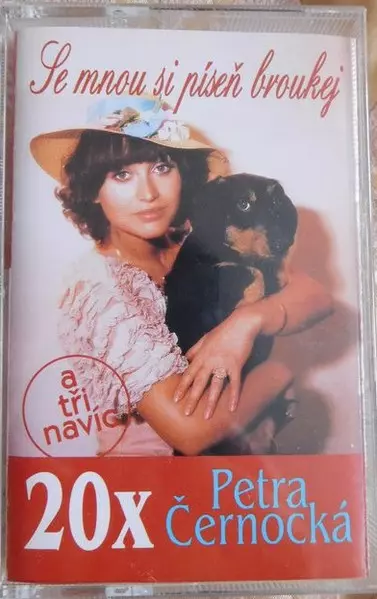 Se mnou si píseň broukej
a
tři
navíc
20x
Petra
Černocká